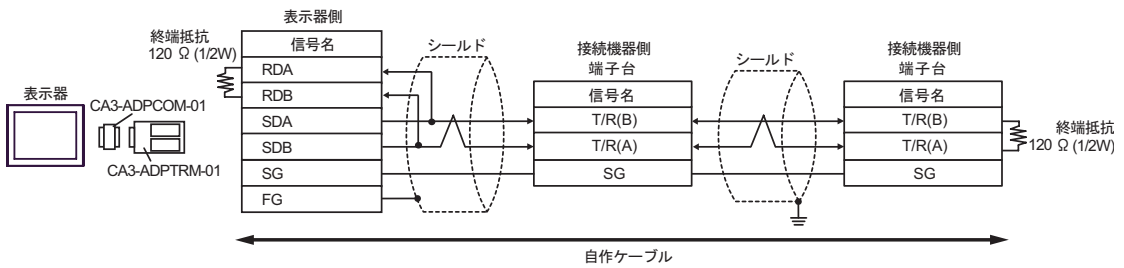 表示器側
終端抵抗
120 Ω (1/2W)
信号名
RDA
RDB
SDA
SDB
SG
FG
シールド
表示器
CA3-ADPCOM-01
CA3-ADPTRM-01
接続機器側
端子台
信号名
T/R(B)
T/R(A)
SG
シールド
接続機器側
端子台
信号名
T/R(B)
T/R(A)
SG
終端抵抗
120 Ω (1/2W)
自作ケーブル